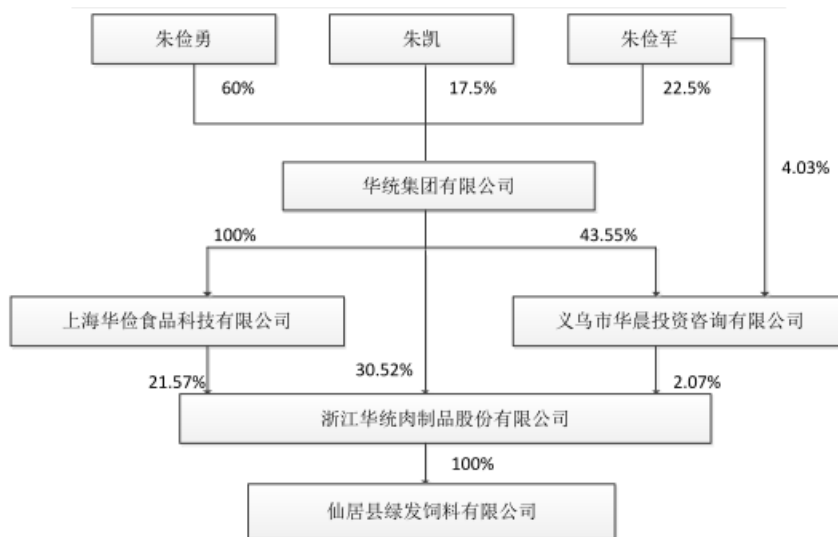 朱俭勇
朱凯
朱俭军
60%
17.5%
22.5%
4.03%
华统集团有限公司
100%
43.55%
上海华俭食品科技有限公司
义乌市华晨投资咨询有限公司
21.57%
30.52%
2.07%
浙江华统肉制品股份有限公司
100%
仙居县绿发饲料有限公司